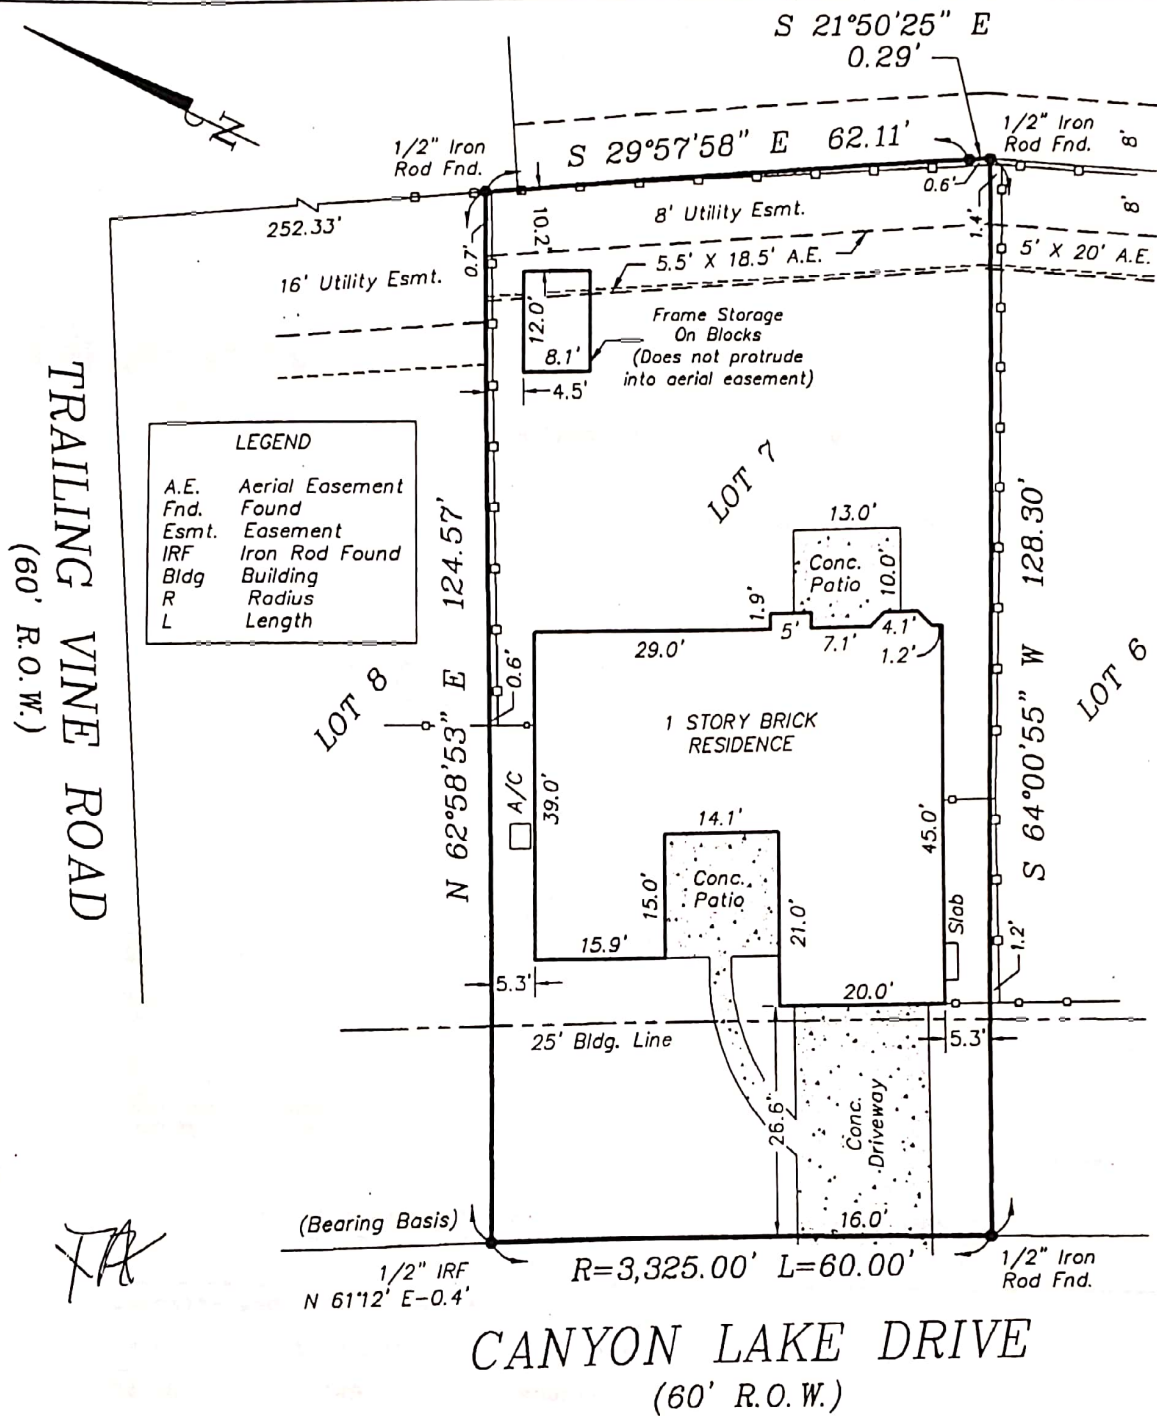 S 21°50'25" E
0.29'
N
1/2" Iron
Rod Fnd.
S 29°57'58" E 62.11'
1/2" Iron
Rod Fnd.
8'
0.6'
1.4'
8'
252.33'
10.2'
8' Utility Esmt.
0.7'
16' Utility Esmt.
5.5' X 18.5' A.E.
5' X 20' A.E.
12.0'
8.1'
4.5'
Frame Storage
On Blocks
(Does not protrude
into aerial easement)
TRAILING VINE ROAD
(60' R.O.W.)
LEGEND
A.E. Aerial Easement
Fnd. Found
Esmt. Easement
IRF Iron Rod Found
Bldg Building
R Radius
L Length
LOT 7
LOT 8
LOT 6
N 62°58'53" E 124.57'
S 64°00'55" W 128.30'
13.0'
Conc.
Patio
10.0'
1.9'
5'
7.1'
4.1'
1.2'
29.0'
0.6'
1 STORY BRICK
RESIDENCE
A/C
39.0'
45.0'
14.1'
Conc.
Patio
15.0'
21.0'
15.9'
Slab
1.2'
5.3'
20.0'
5.3'
25' Bldg. Line
26.6'
Conc.
Driveway
16.0'
(Bearing Basis)
1/2" IRF
N 61°12' E-0.4'
R=3,325.00' L=60.00'
1/2" Iron
Rod Fnd.
CANYON LAKE DRIVE
(60' R.O.W.)